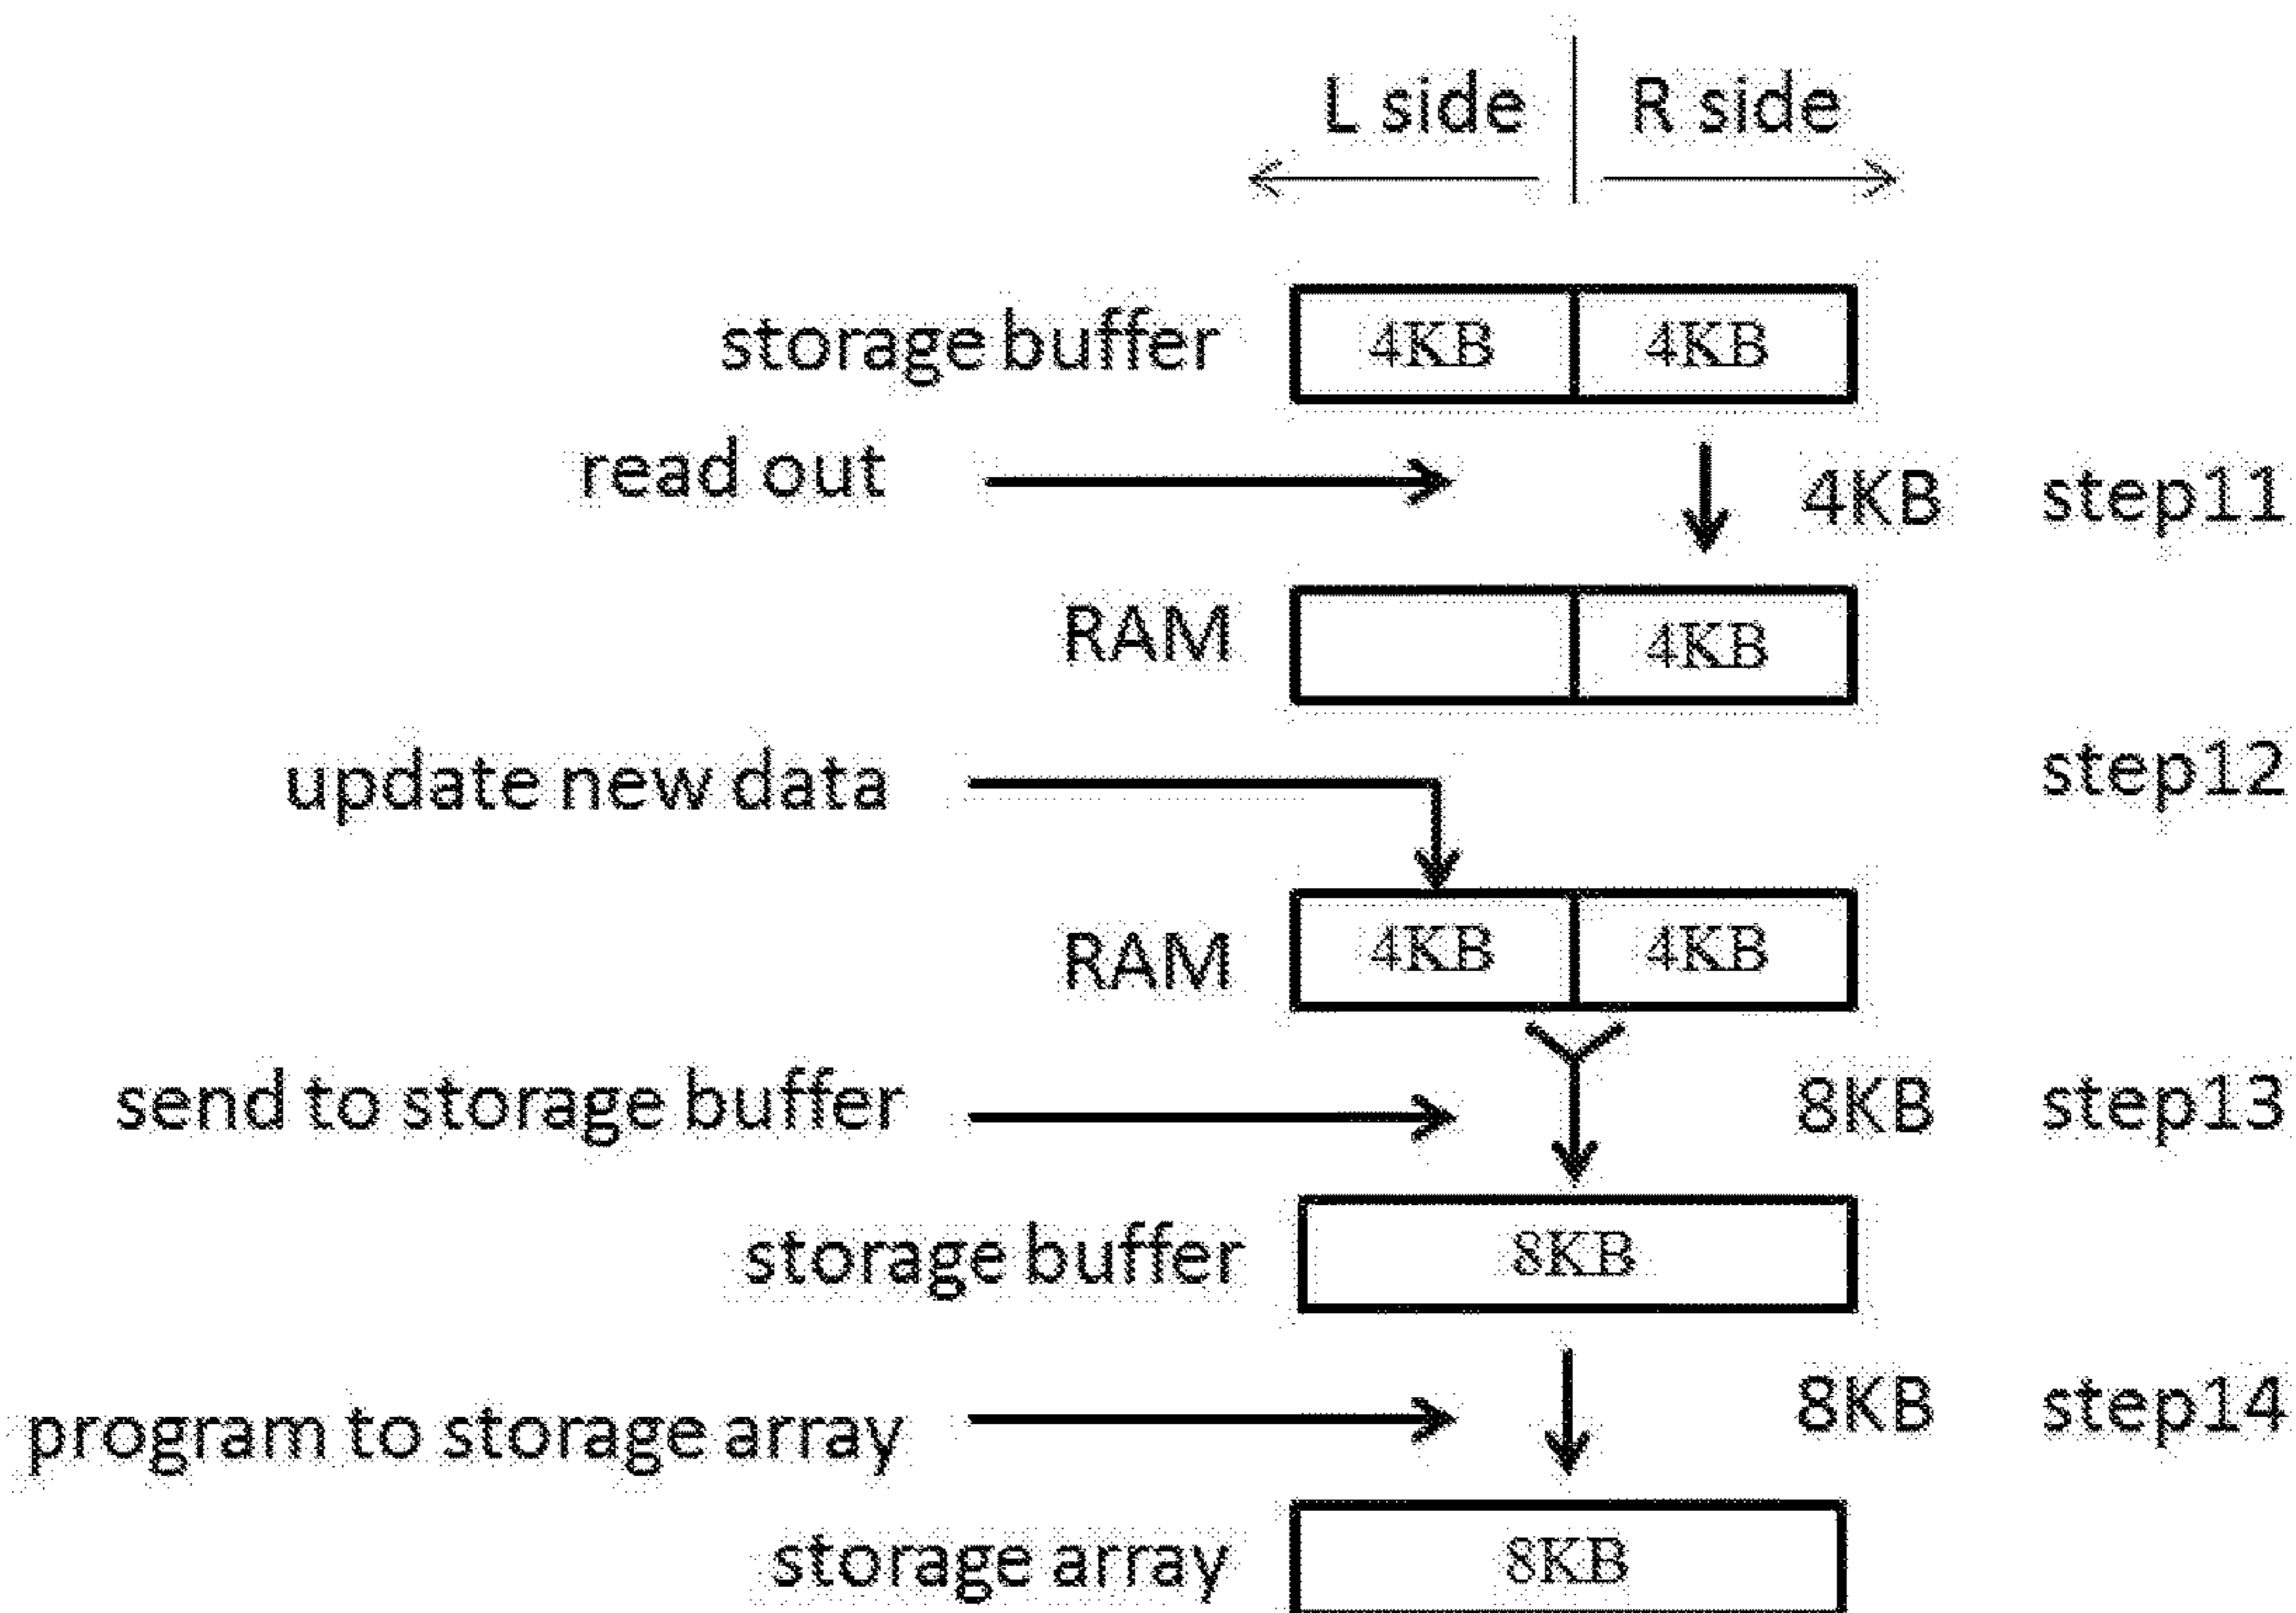 L side R side
storage buffer 4KB 4KB
read out 4KB step11
RAM 4KB
update new data step12
RAM 4KB 4KB
send to storage buffer 8KB step13
storage buffer 8KB
program to storage array 8KB step14
storage array 8KB